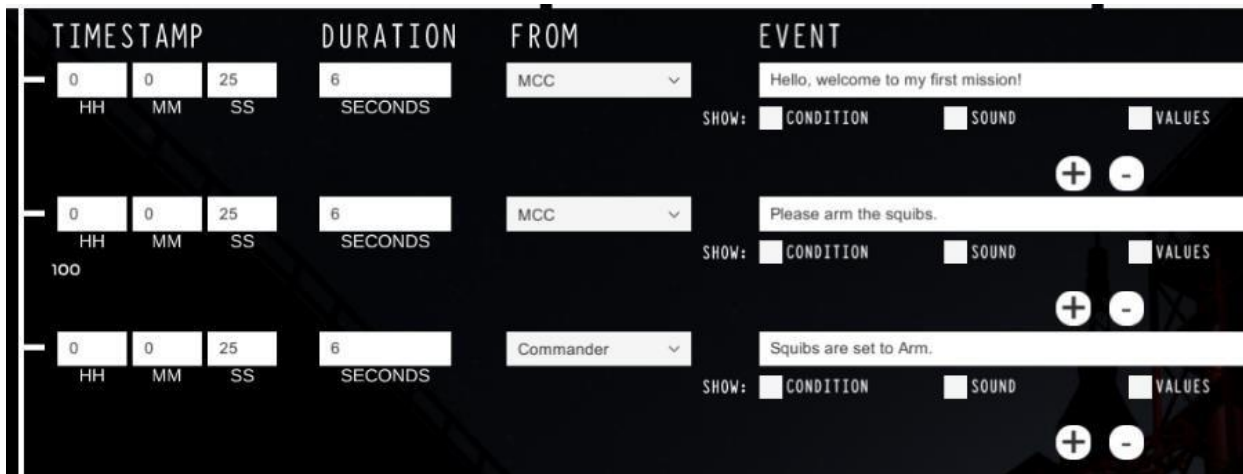 TIMESTAMP DURATION FROM EVENT
0 0 25 6 MCC Hello, welcome to my first mission!
HH MM SS SECONDS
SHOW: CONDITION SOUND VALUES
+ -
0 0 25 6 MCC Please arm the squibs.
HH MM SS SECONDS
SHOW: CONDITION SOUND VALUES
100
+ -
0 0 25 6 Commander Squibs are set to Arm.
HH MM SS SECONDS
SHOW: CONDITION SOUND VALUES
+ -